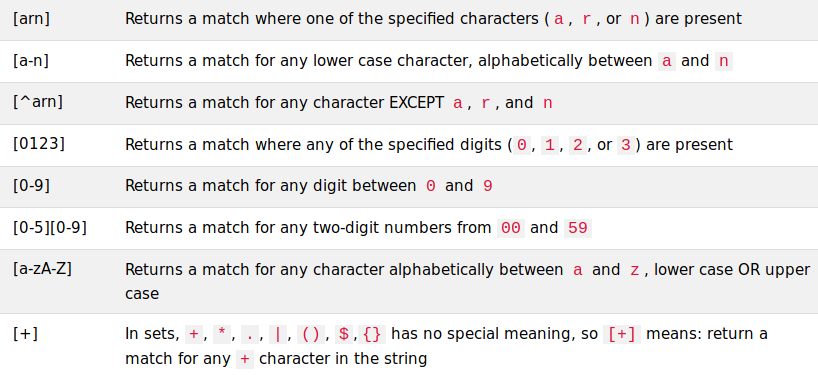 [arn] Returns a match where one of the specified characters (a, r, or n) are present
[a-n] Returns a match for any lower case character, alphabetically between a and n
[^arn] Returns a match for any character EXCEPT a, r, and n
[0123] Returns a match where any of the specified digits (0, 1, 2, or 3) are present
[0-9] Returns a match for any digit between 0 and 9
[0-5][0-9] Returns a match for any two-digit numbers from 00 and 59
[a-zA-Z] Returns a match for any character alphabetically between a and z, lower case OR upper
case
[+] In sets, +, *, ., |, (), $,{} has no special meaning, so [+] means: return a
match for any + character in the string